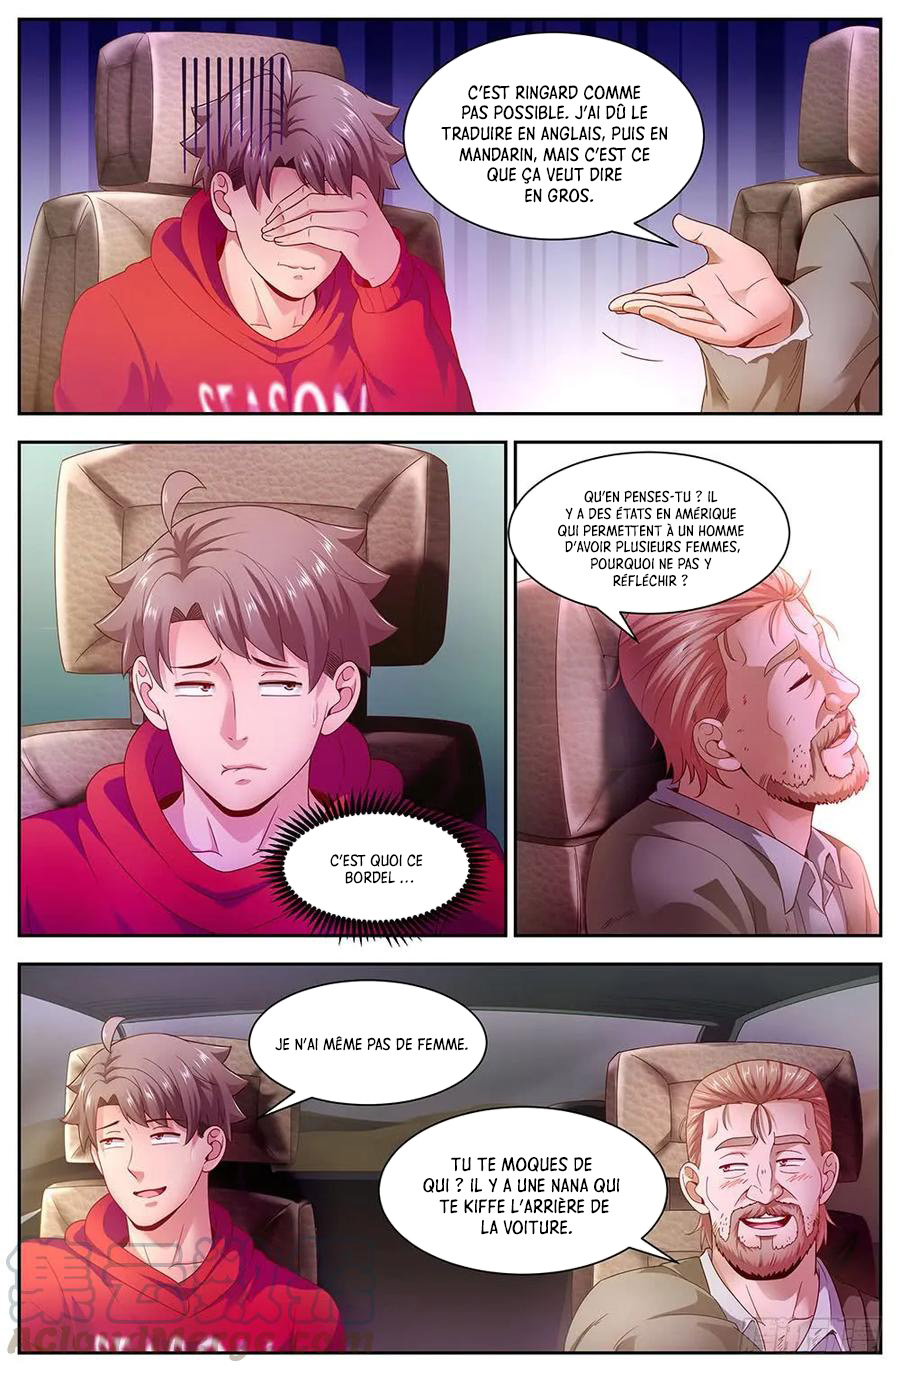 C'EST RINGARD COMME
PAS POSSIBLE. J'AI DÛ LE
TRADUIRE EN ANGLAIS, PUIS EN
MANDARIN, MAIS C'EST CE
QUE ÇA VEUT DIRE
EN GROS.
SEASON
QU'EN PENSES-TU ? IL
Y A DES ÉTATS EN AMÉRIQUE
QUI PERMETTENT À UN HOMME
D'AVOIR PLUSIEURS FEMMES,
POURQUOI NE PAS Y
RÉFLÉCHIR ?
C'EST QUOI CE
BORDEL ...
JE N'AI MÊME PAS DE FEMME.
TU TE MOQUES DE
QUI ? IL Y A UNE NANA QUI
TE KIFFE L'ARRIÈRE DE
LA VOITURE.
AcloudMerge.com